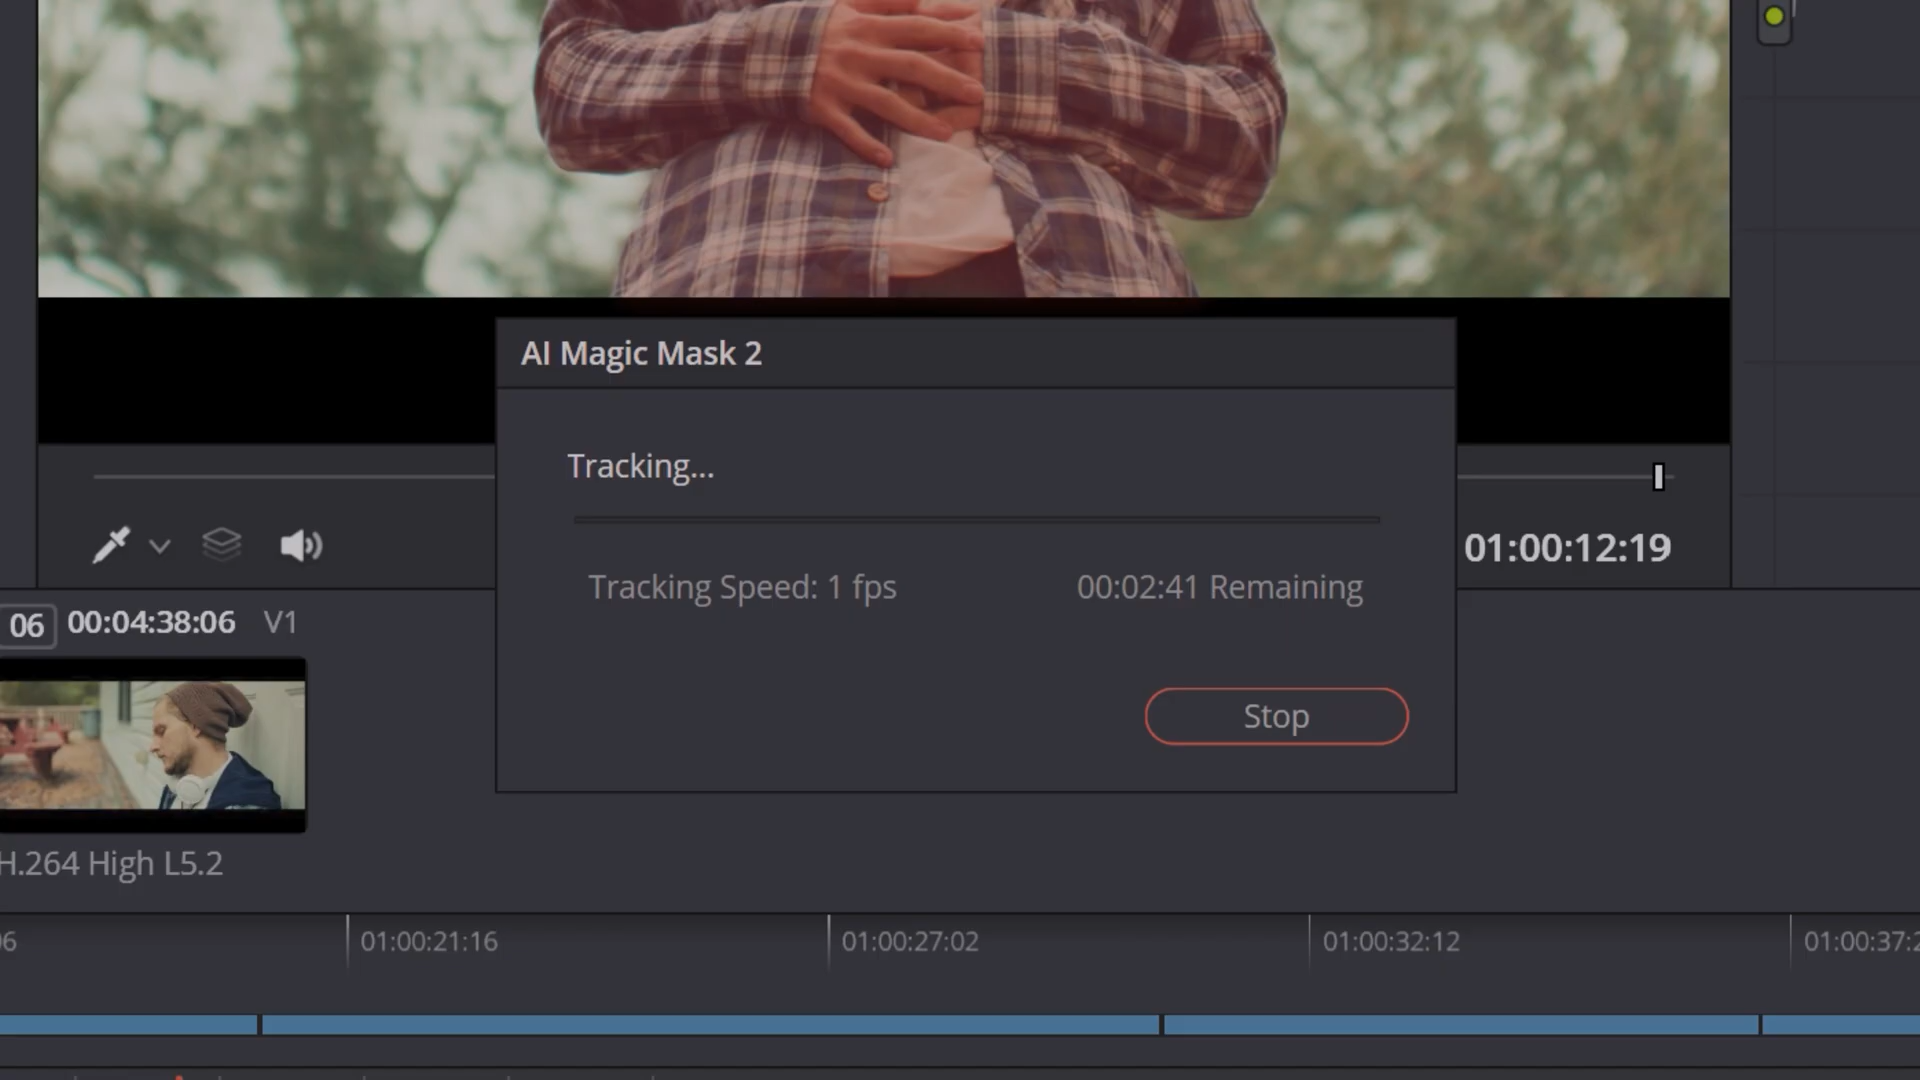 AI Magic Mask 2
Tracking...
Tracking Speed: 1 fps
00:02:41 Remaining
01:00:12:19
06
00:04:38:06
V1
Stop
H.264 High L5.2
01:00:21:16
01:00:27:02
01:00:32:12